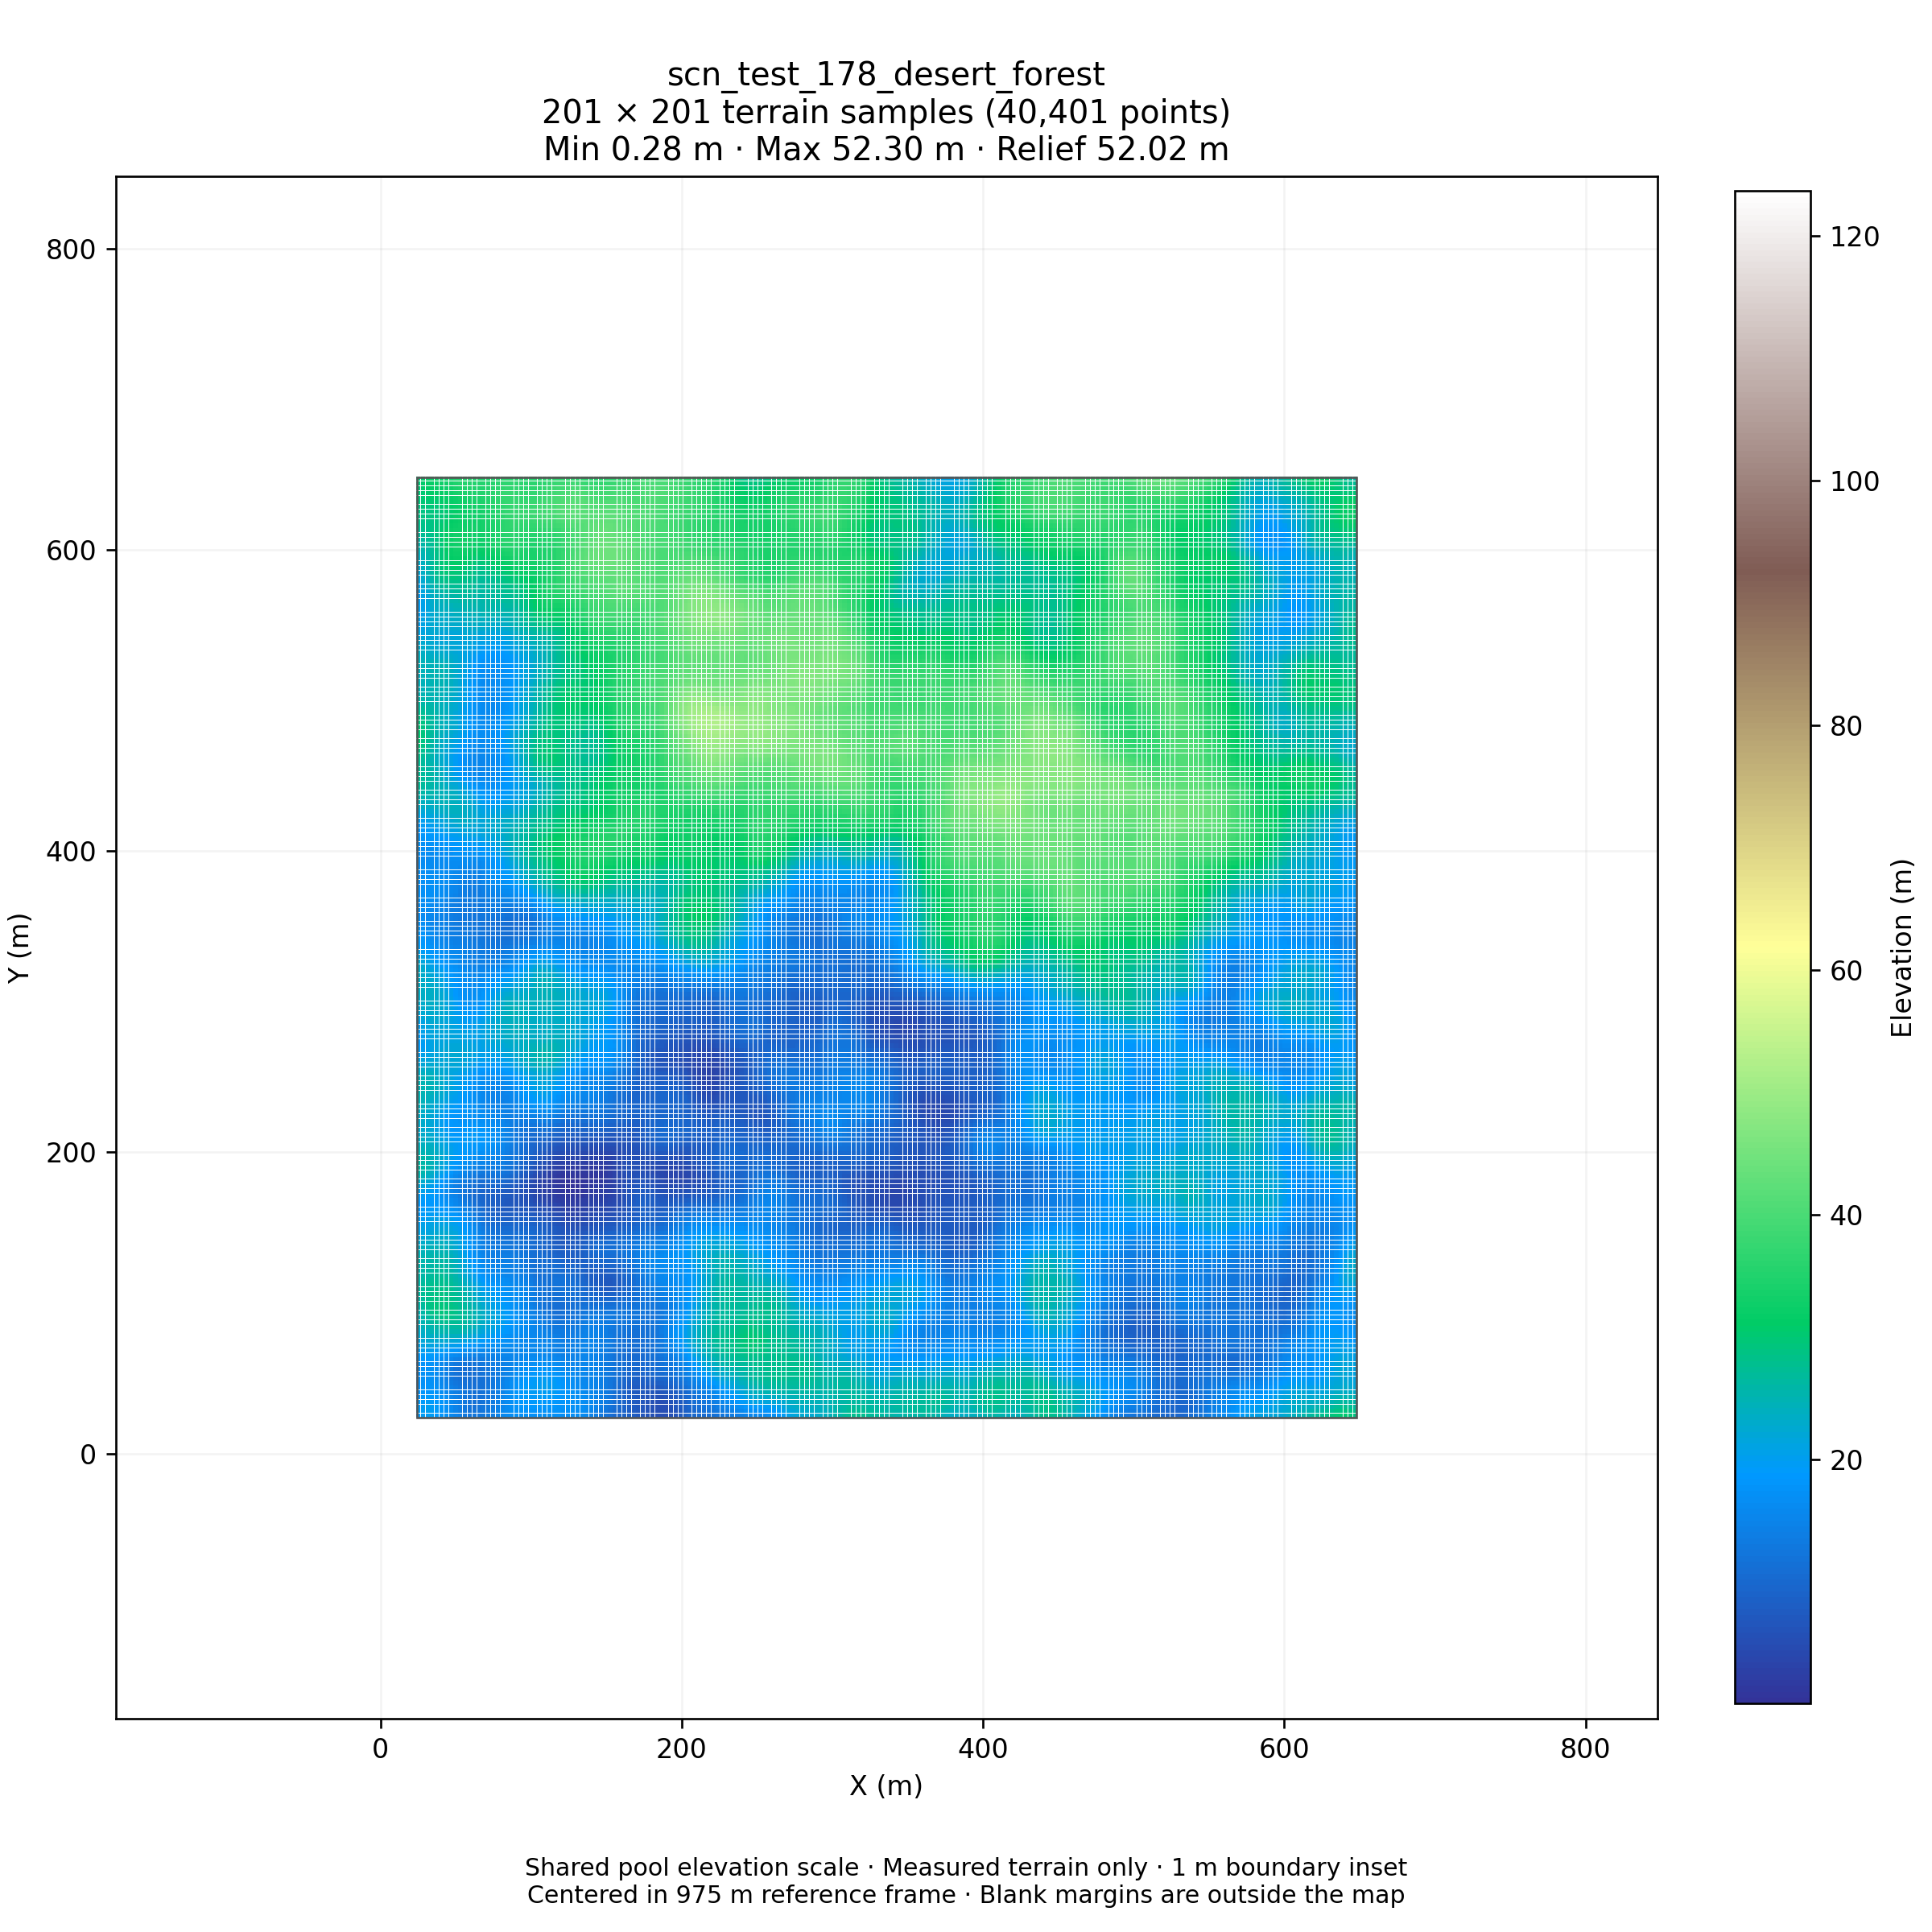 scn_test_178_desert_forest
201 × 201 terrain samples (40,401 points)
Min 0.28 m · Max 52.30 m · Relief 52.02 m
800
600
400
200
0
Y (m)
0
200
400
600
800
X (m)
120
100
80
60
40
20
Elevation (m)
Shared pool elevation scale · Measured terrain only · 1 m boundary inset
Centered in 975 m reference frame · Blank margins are outside the map